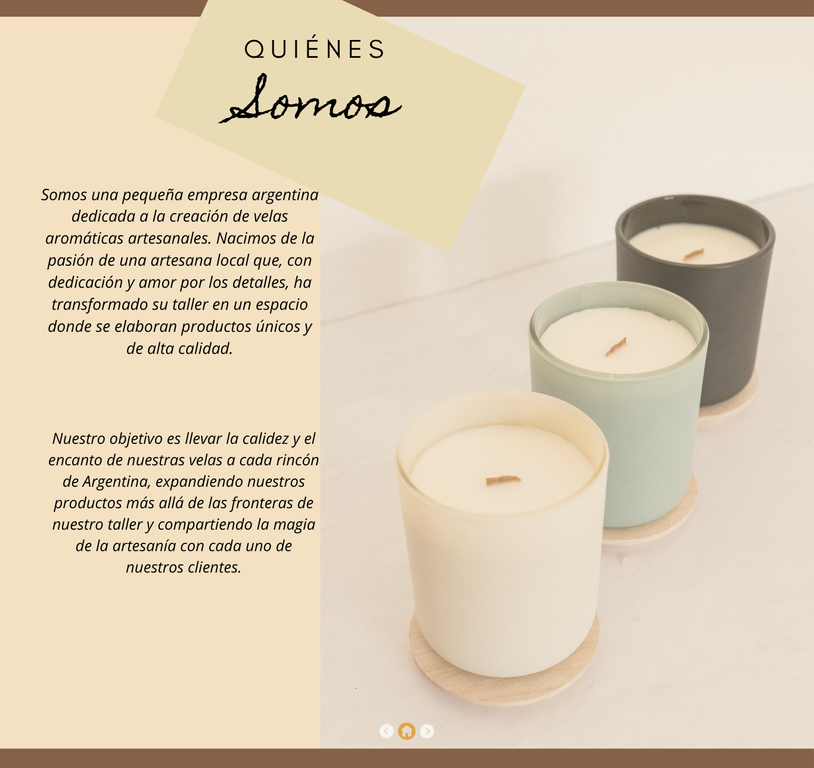 QUIÉNES
Somos
Somos una pequeña empresa argentina
dedicada a la creación de velas
aromáticas artesanales. Nacimos de la
pasión de una artesana local que, con
dedicación y amor por los detalles, ha
transformado su taller en un espacio
donde se elaboran productos únicos y
de alta calidad.
Nuestro objetivo es llevar la calidez y el
encanto de nuestras velas a cada rincón
de Argentina, expandiendo nuestros
productos más allá de las fronteras de
nuestro taller y compartiendo la magia
de la artesanía con cada uno de
nuestros clientes.